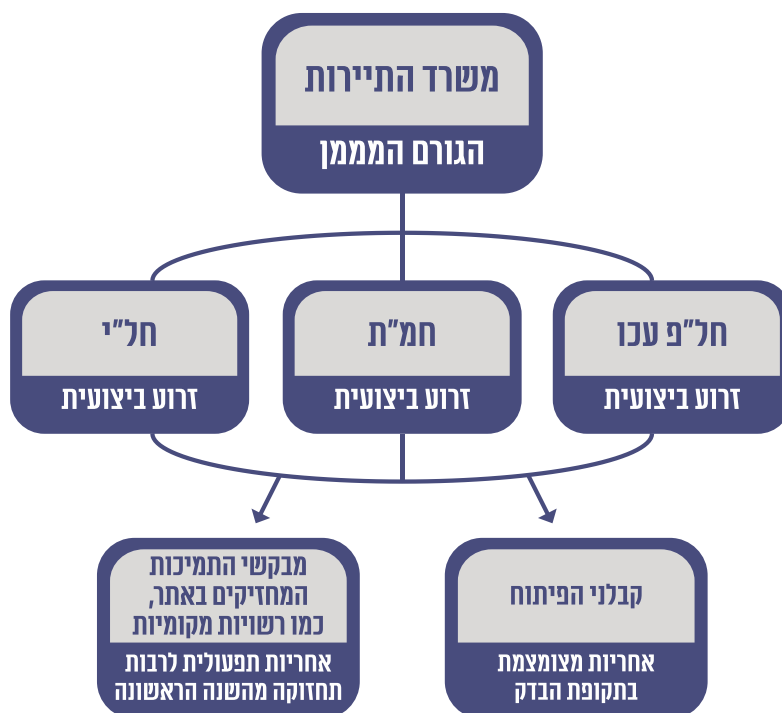 משרד התיירות
הגורם המממן
חל"פ עכו
זרוע ביצועית
חמ"ת
זרוע ביצועית
חל"י
זרוע ביצועית
קבלני הפיתוח
אחריות מצומצמת
בתקופת הבדק
מבקשי התמיכות
המחזיקים באתר,
כמו רשויות מקומיות
אחריות תפעולית לרבות
תחזוקה מהשנה הראשונה